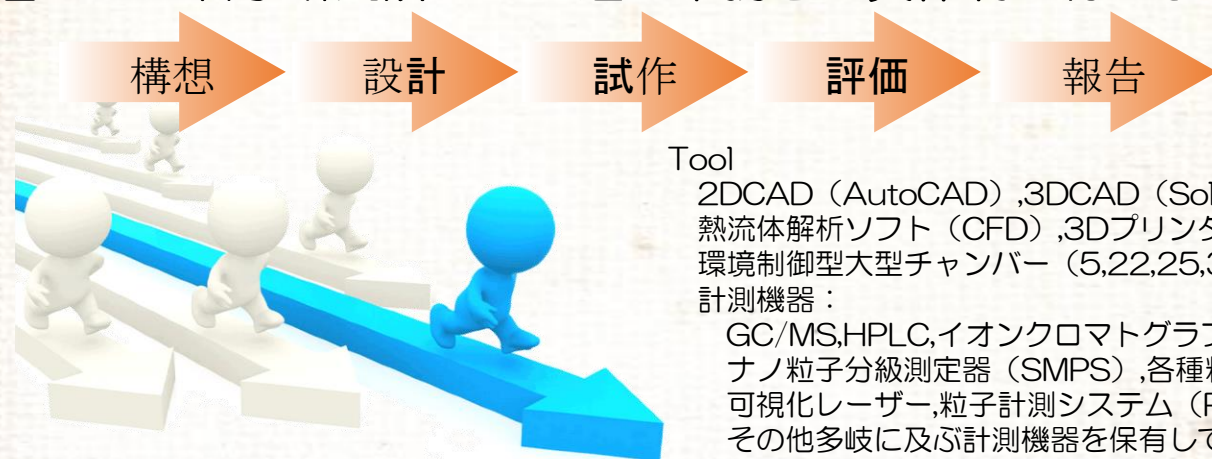 構想 設計 試作 評価 報告
Tool
2DCAD（AutoCAD）,3DCAD（Sol
熱流体解析ソフト（CFD）,3Dプリンタ
環境制御型大型チャンバー（5,22,25,3
計測機器：
GC/MS,HPLC,イオンクロマトグラフ
ナノ粒子分級測定器（SMPS）,各種
可視化レーザー,粒子計測システム（P
その他多岐に及ぶ計測機器を保有して